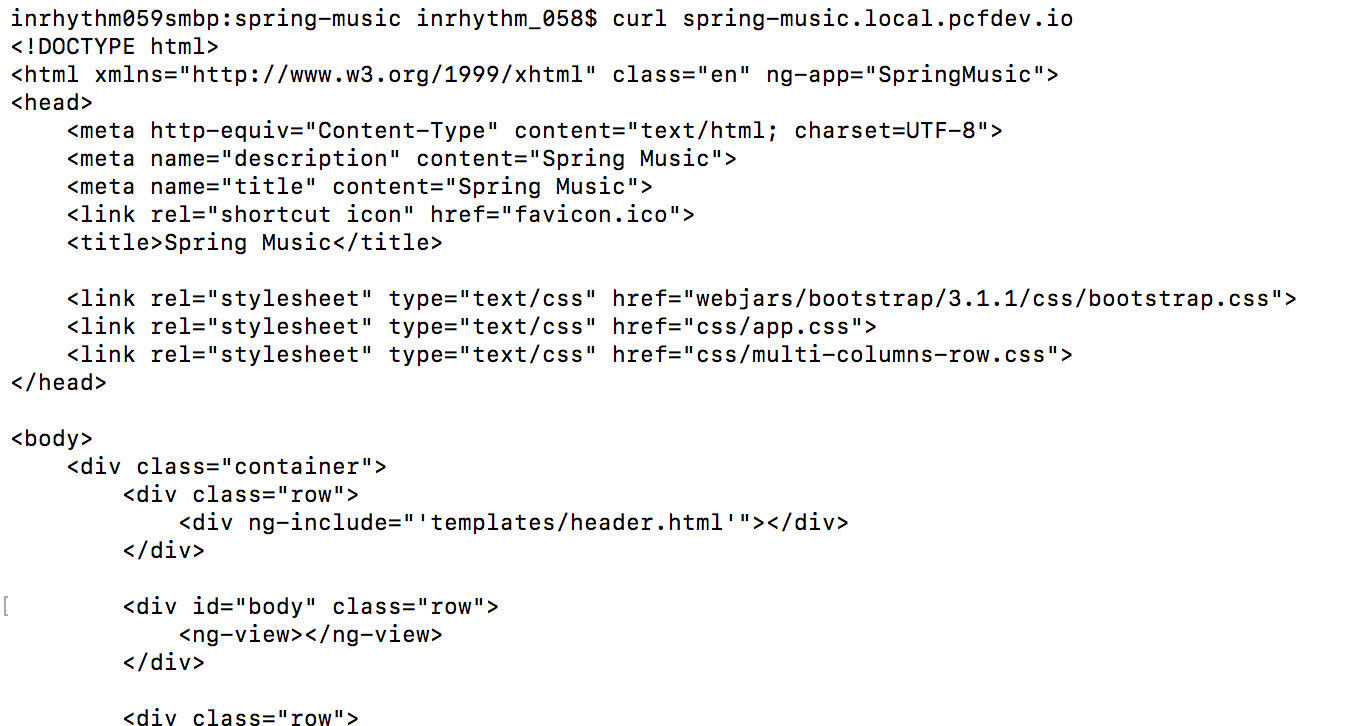 inrhythm059smbp:spring-music inrhythm_058$ curl spring-music.local.pcfdev.io
<!DOCTYPE html>
<html xmlns="http://www.w3.org/1999/xhtml" class="en" ng-app="SpringMusic">
<head>
    <meta http-equiv="Content-Type" content="text/html; charset=UTF-8">
    <meta name="description" content="Spring Music">
    <meta name="title" content="Spring Music">
    <link rel="shortcut icon" href="favicon.ico">
    <title>Spring Music</title>

    <link rel="stylesheet" type="text/css" href="webjars/bootstrap/3.1.1/css/bootstrap.css">
    <link rel="stylesheet" type="text/css" href="css/app.css">
    <link rel="stylesheet" type="text/css" href="css/multi-columns-row.css">
</head>

<body>
    <div class="container">
        <div class="row">
            <div ng-include="'templates/header.html'"></div>
        </div>

[        <div id="body" class="row">
            <ng-view></ng-view>
        </div>

        <div class="row">